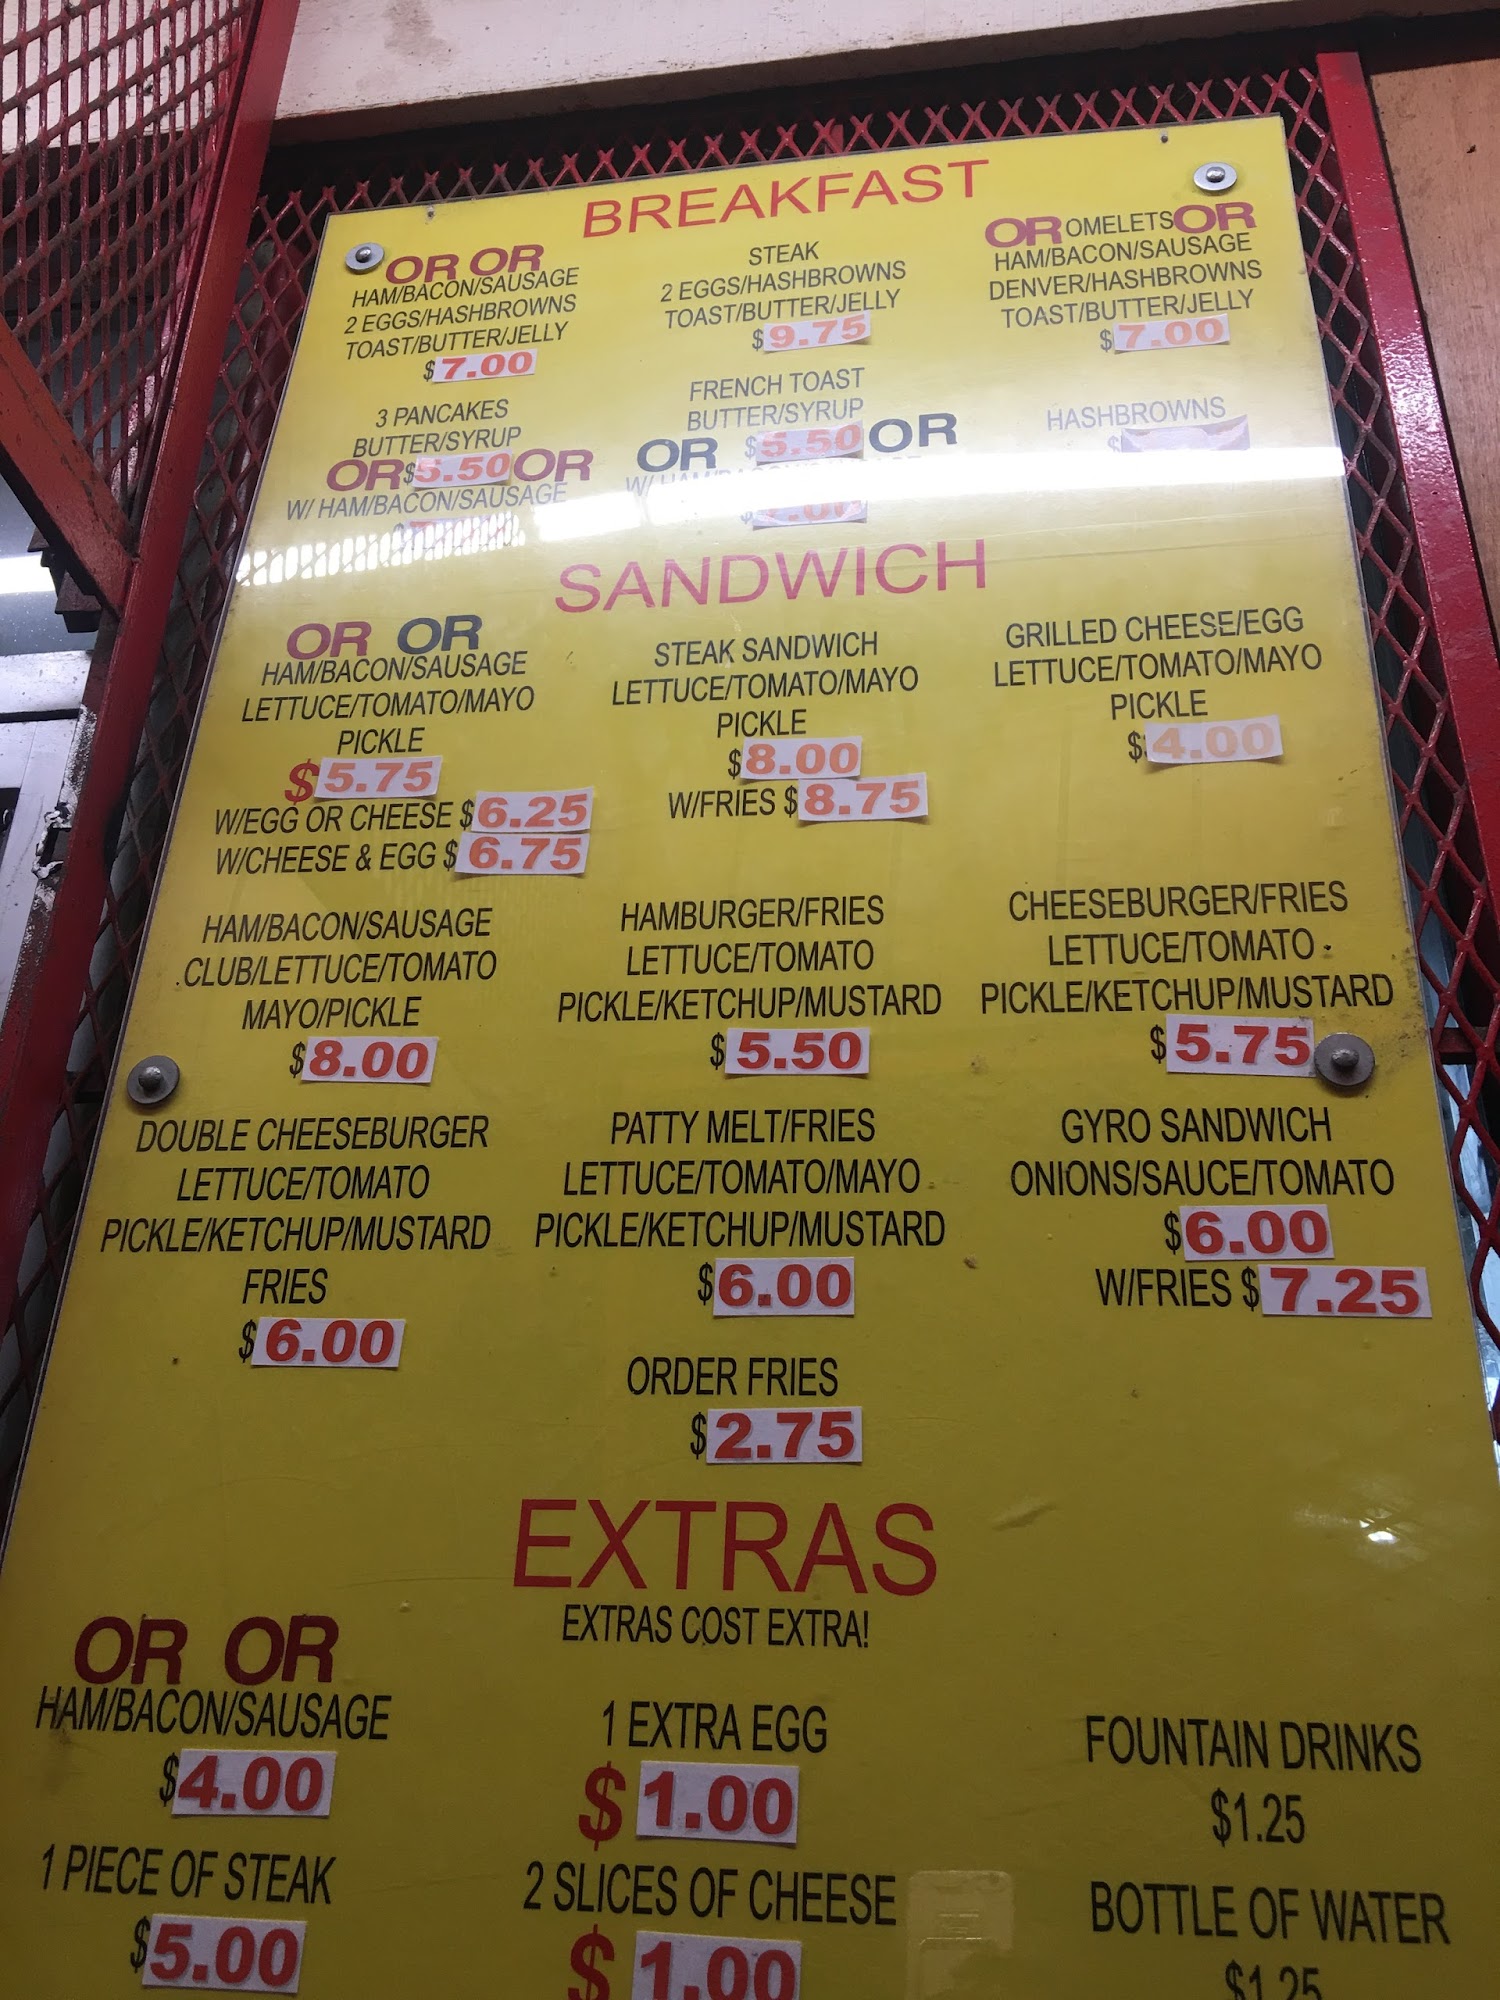 BREAKFAST
OR OR
HAM/BACON/SAUSAGE
2 EGGS/HASHBROWNS
TOAST/BUTTER/JELLY
$7.00
STEAK
2 EGGS/HASHBROWNS
TOAST/BUTTER/JELLY
$9.75
OR OMELETS OR
HAM/BACON/SAUSAGE
DENVER/HASHBROWNS
TOAST/BUTTER/JELLY
$7.00
3 PANCAKES
BUTTER/SYRUP
OR $5.50 OR
W/ HAM/BACON/SAUSAGE
FRENCH TOAST
BUTTER/SYRUP
OR $5.50 OR
W/
$7.00
HASHBROWNS
$
SANDWICH
OR OR
HAM/BACON/SAUSAGE
LETTUCE/TOMATO/MAYO
PICKLE
$5.75
W/EGG OR CHEESE $6.25
W/CHEESE & EGG $6.75
STEAK SANDWICH
LETTUCE/TOMATO/MAYO
PICKLE
$8.00
W/FRIES $8.75
GRILLED CHEESE/EGG
LETTUCE/TOMATO/MAYO
PICKLE
$4.00
HAM/BACON/SAUSAGE
CLUB/LETTUCE/TOMATO
MAYO/PICKLE
$8.00
HAMBURGER/FRIES
LETTUCE/TOMATO
PICKLE/KETCHUP/MUSTARD
$5.50
CHEESEBURGER/FRIES
LETTUCE/TOMATO
PICKLE/KETCHUP/MUSTARD
$5.75
DOUBLE CHEESEBURGER
LETTUCE/TOMATO
PICKLE/KETCHUP/MUSTARD
FRIES
$6.00
PATTY MELT/FRIES
LETTUCE/TOMATO/MAYO
PICKLE/KETCHUP/MUSTARD
$6.00
GYRO SANDWICH
ONIONS/SAUCE/TOMATO
$6.00
W/FRIES $7.25
ORDER FRIES
$2.75
EXTRAS
EXTRAS COST EXTRA!
OR OR
HAM/BACON/SAUSAGE
$4.00
1 EXTRA EGG
$1.00
FOUNTAIN DRINKS
$1.25
1 PIECE OF STEAK
$5.00
2 SLICES OF CHEESE
$1.00
BOTTLE OF WATER
$1.25